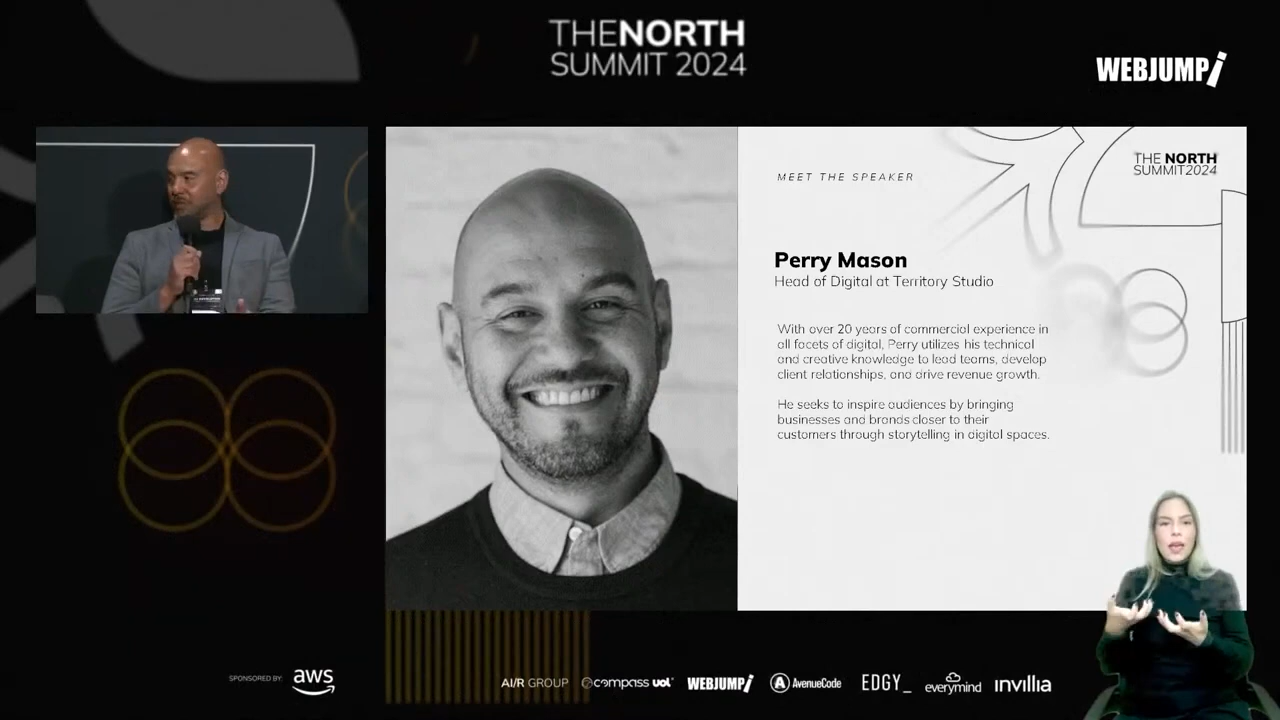 THE NORTH
SUMMIT 2024
WEBJUMP
MEET THE SPEAKER
THE NORTH
SUMMIT2024
Perry Mason
Head of Digital at Territory Studio
With over 20 years of commercial experience in
all facets of digital, Perry utilizes his technical
and creative knowledge to lead teams, develop
client relationships, and drive revenue growth.
He seeks to inspire audiences by bringing
businesses and brands closer to their
customers through storytelling in digital spaces.
SPONSORED BY:
aws
AI/R GROUP
compass uol
WEBJUMP
AvenueCode
EDGY_
everymind
invillia